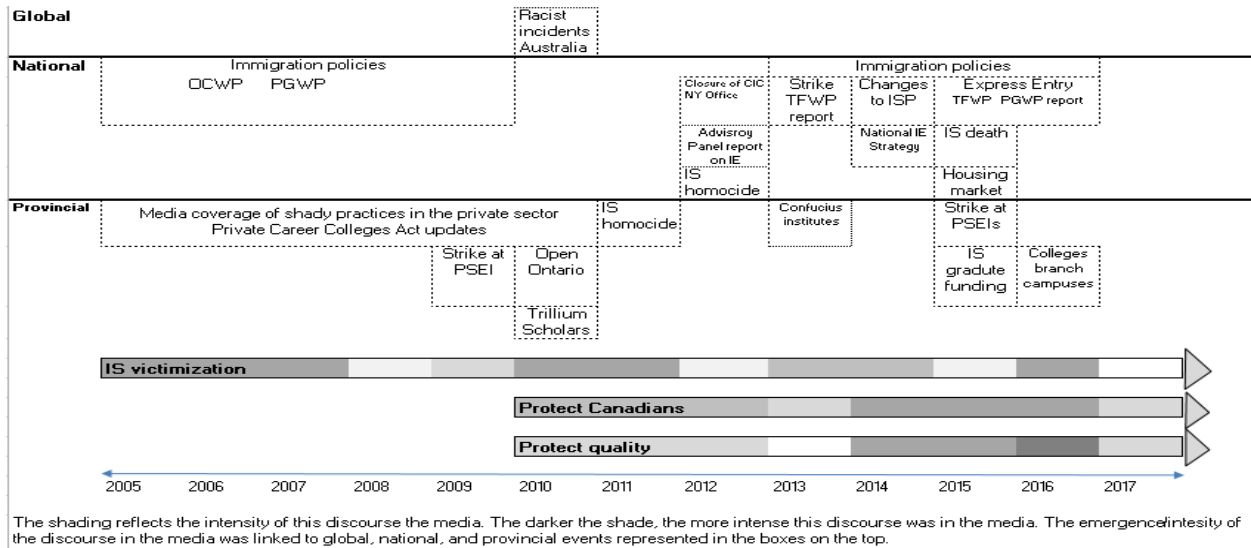 Global
Racist
incidents
Australia
National
Immigration policies
OCWP PGWP
Immigration policies
Closure of CIC
NY Office
Strike
TFWP
report
Changes
to ISP
Express Entry
TFWP PGWP report
Advisroy
Panel report
on IE
National IE
Strategy
IS death
IS
homocide
Housing
market
Provincial
Media coverage of shady practices in the private sector
Private Career Colleges Act updates
IS
homocide
Confucius
institutes
Strike at
PSEIs
Strike at
PSEI
Open
Ontario
IS
gradute
funding
Colleges
branch
campuses
Trillium
Scholars
IS victimization
Protect Canadians
Protect quality
2005 2006 2007 2008 2009 2010 2011 2012 2013 2014 2015 2016 2017
The shading reflects the intensity of this discourse the media. The darker the shade, the more intense this discourse was in the media. The emergence/intesity of
the discourse in the media was linked to global, national, and provincial events represented in the boxes on the top.